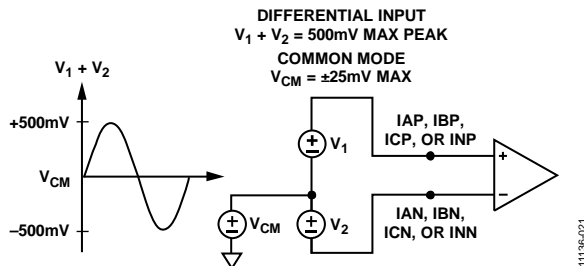 DIFFERENTIAL INPUT
V1 + V2 = 500mV MAX PEAK
COMMON MODE
VCM = ±25mV MAX
V1 + V2
+500mV
VCM
–500mV
V1
VCM
V2
IAP, IBP,
ICP, OR INP
IAN, IBN,
ICN, OR INN
+
–
11136-021